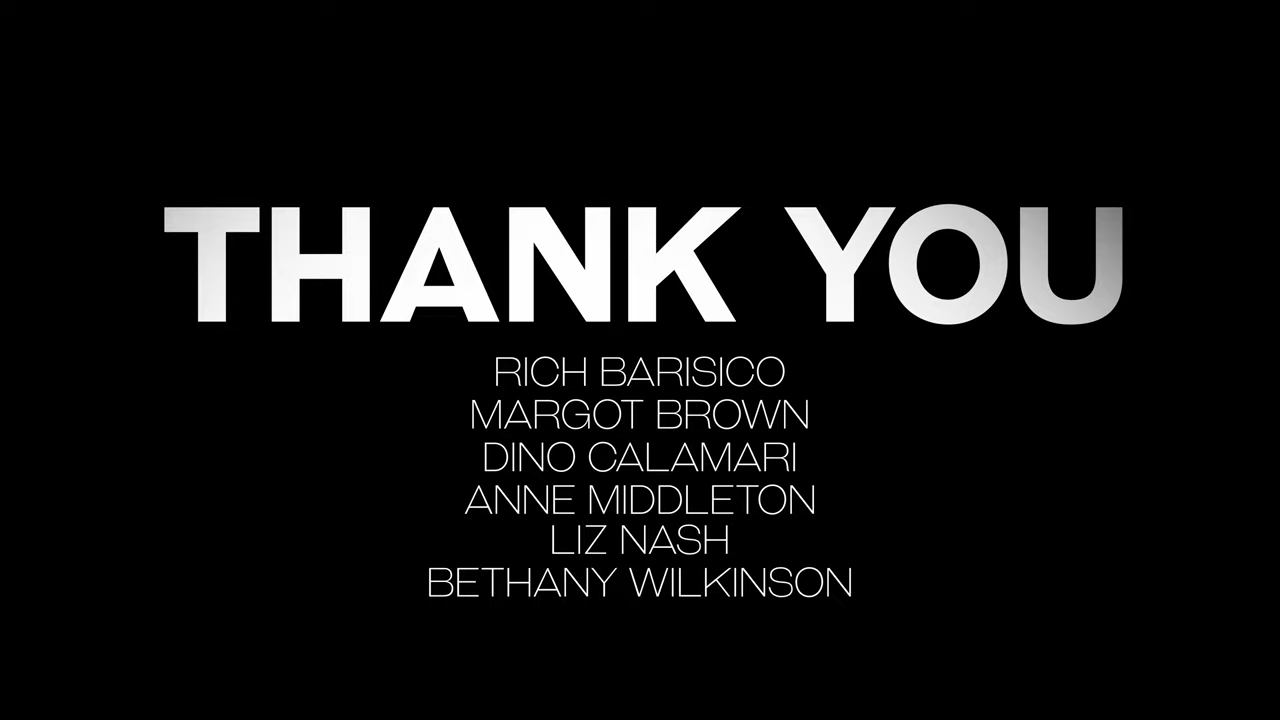 THANK YOU
RICH BARISICO
MARGOT BROWN
DINO CALAMARI
ANNE MIDDLETON
LIZ NASH
BETHANY WILKINSON